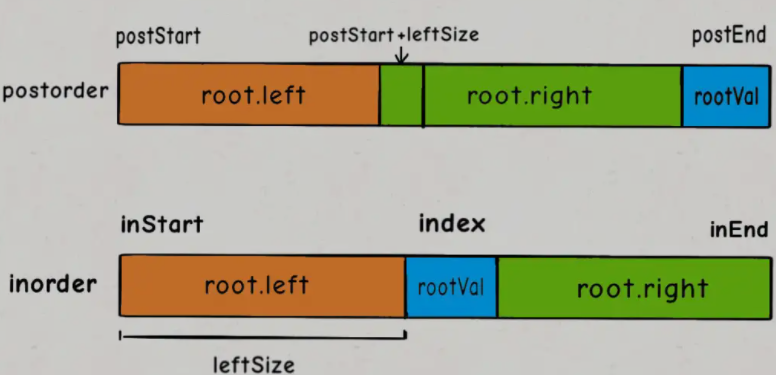 postStart postStart+leftSize postEnd
postorder root.left root.right rootVal
inStart index inEnd
inorder root.left rootVal root.right
leftSize